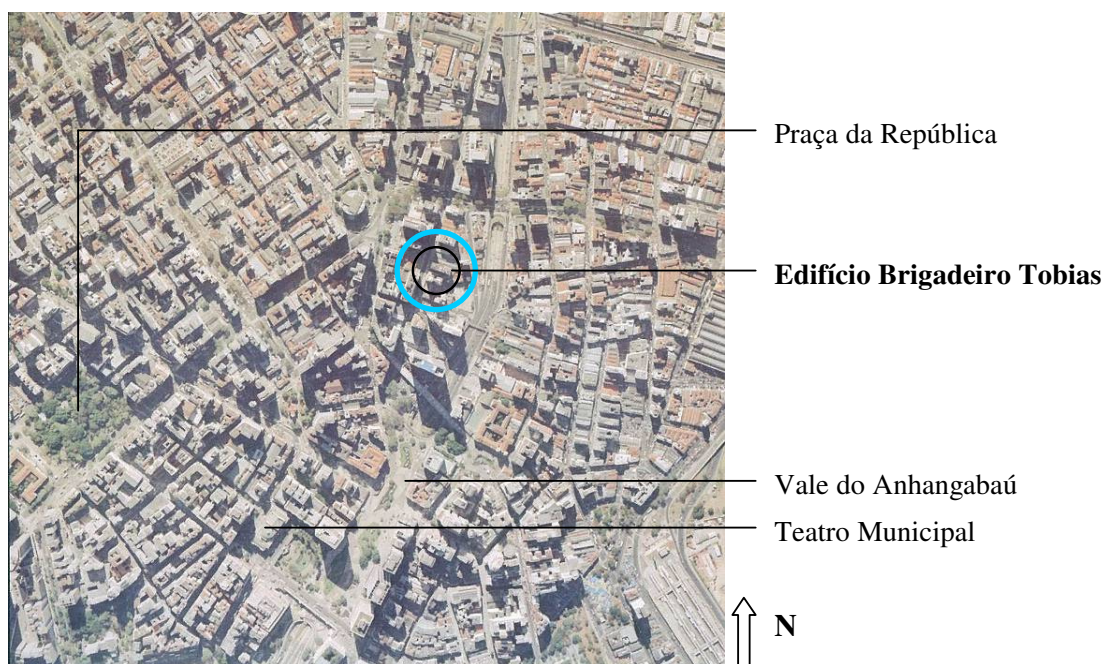 Praça da República
Edifício Brigadeiro Tobias
Vale do Anhangabaú
Teatro Municipal
N